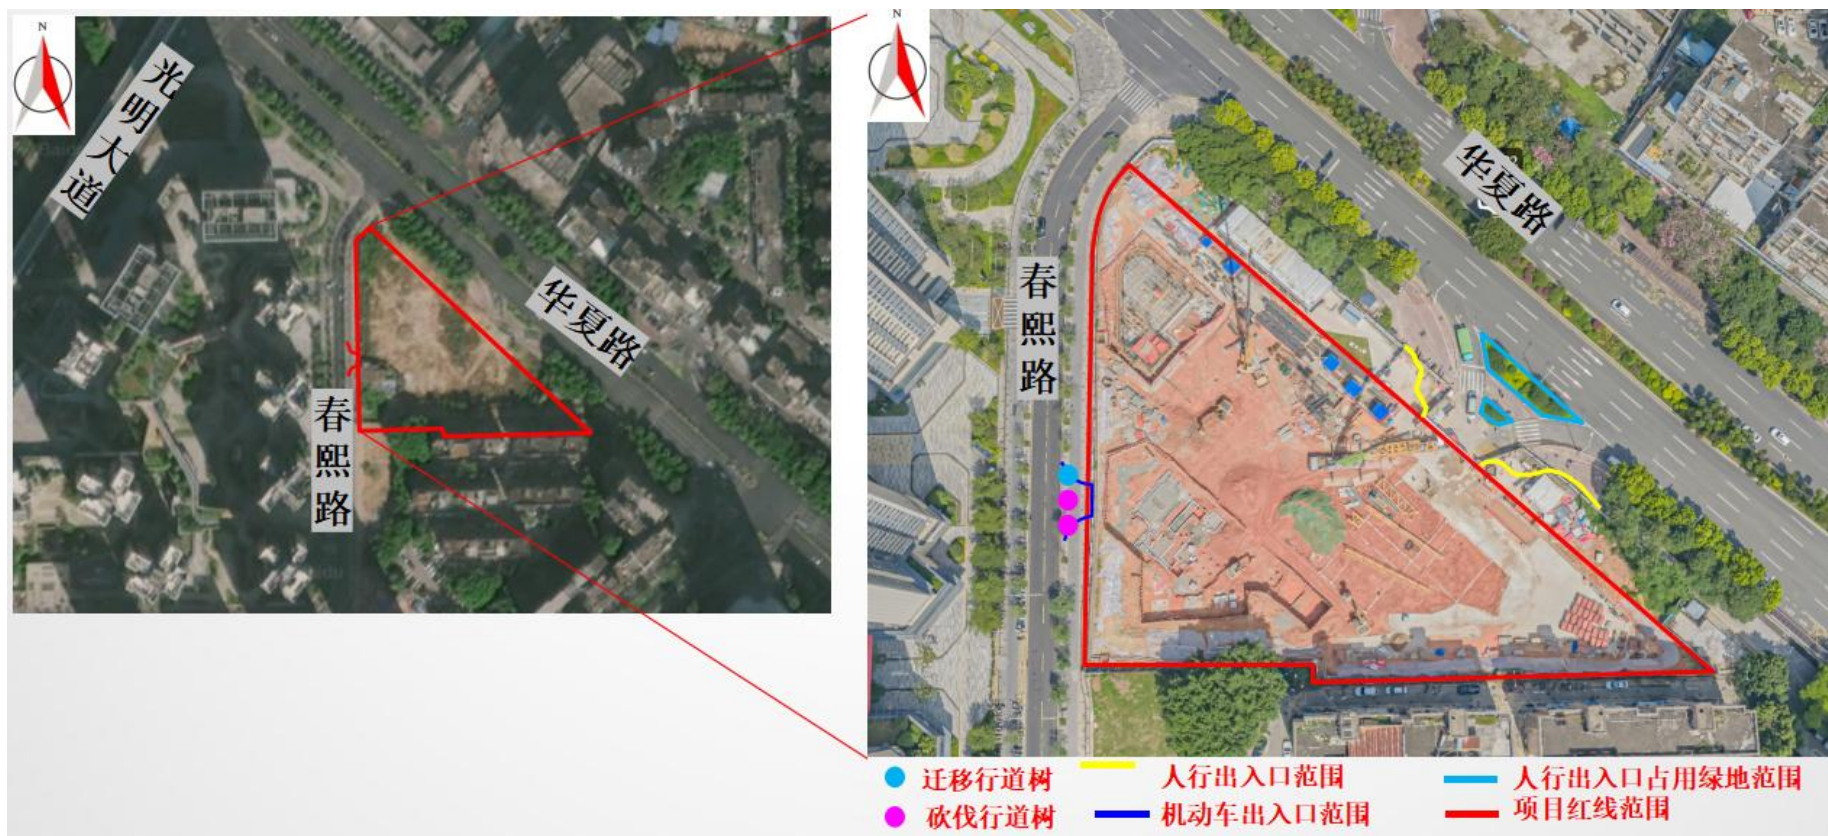 N
光明大道
华夏路
春熙路
N
华夏路
春熙路
迁移行道树
人行出入口范围
人行出入口占用绿地范围
砍伐行道树
机动车出入口范围
项目红线范围